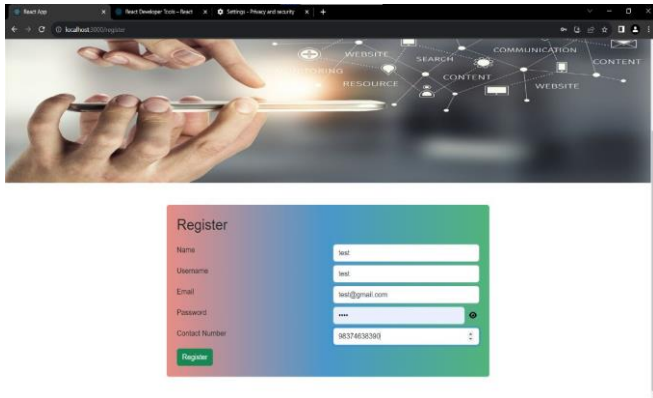 React App
React Developer Tools – React
Settings - Privacy and security
localhost:3000/register
WEBSITE
COMMUNICATION
SEARCH
CONTENT
RESOURCE
CONTENT
WEBSITE
Register
Name test
Username test
Email test@gmail.com
Password ••••
Contact Number 98374638390
Register